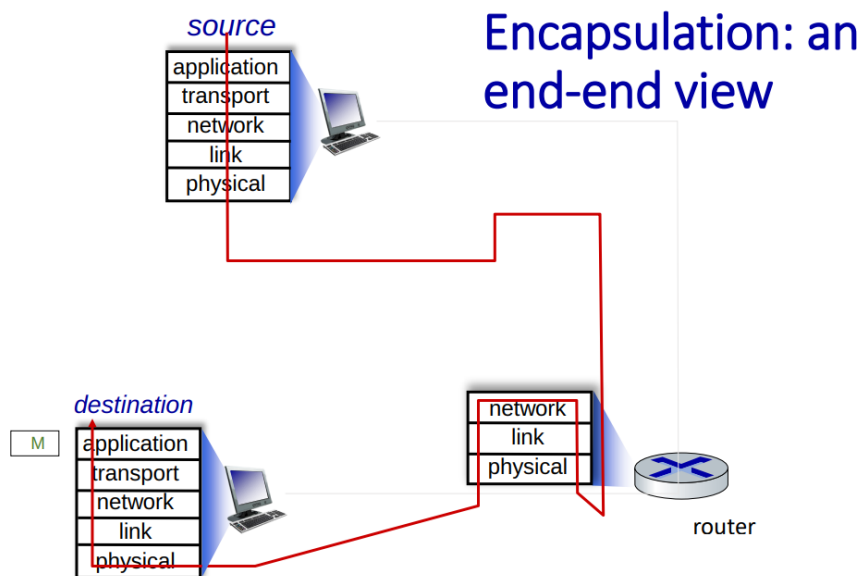 source
Encapsulation: an
end-end view
application
transport
network
link
physical
destination
M
application
transport
network
link
physical
network
link
physical
router